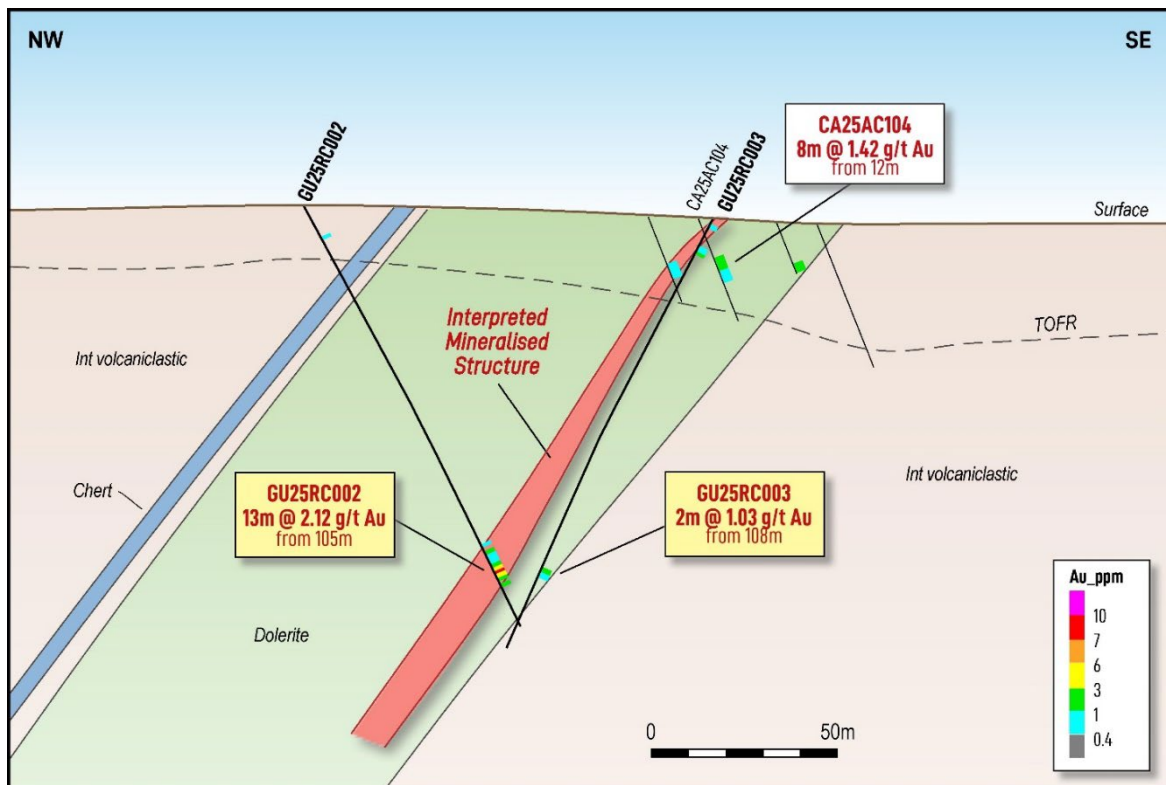 NW
SE
GU25RC002
CA25AC104
GU25RC003
CA25AC104
8m @ 1.42 g/t Au
from 12m
Surface
TOFR
Interpreted
Mineralised
Structure
Int volcaniclastic
Int volcaniclastic
Chert
GU25RC002
13m @ 2.12 g/t Au
from 105m
GU25RC003
2m @ 1.03 g/t Au
from 108m
Dolerite
0
50m
Au_ppm
10
7
6
3
1
0.4